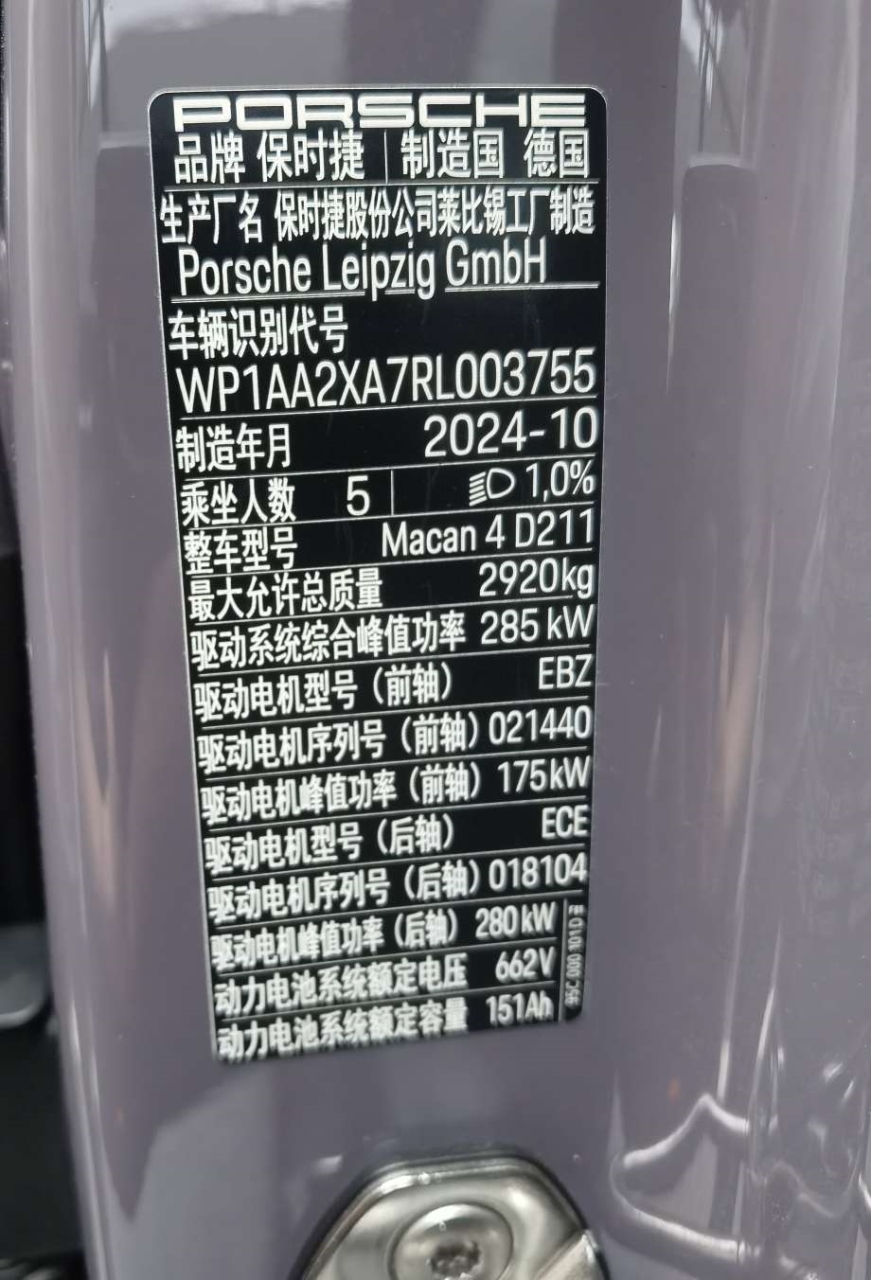 PORSCHE
品牌 保时捷 制造国 德国
生产厂名 保时捷股份公司莱比锡工厂制造
Porsche Leipzig GmbH
车辆识别代号
WP1AA2XA7RL003755
制造年月 2024-10
乘坐人数 5 1,0%
整车型号 Macan 4 D211
最大允许总质量 2920kg
驱动系统综合峰值功率 285 kW
驱动电机型号（前轴） EBZ
驱动电机序列号（前轴） 021440
驱动电机峰值功率（前轴） 175kW
驱动电机型号（后轴） ECE
驱动电机序列号（后轴） 018104
驱动电机峰值功率（后轴） 280kW
动力电池系统额定电压 662V
动力电池系统额定容量 151Ah
95C 000 101 D